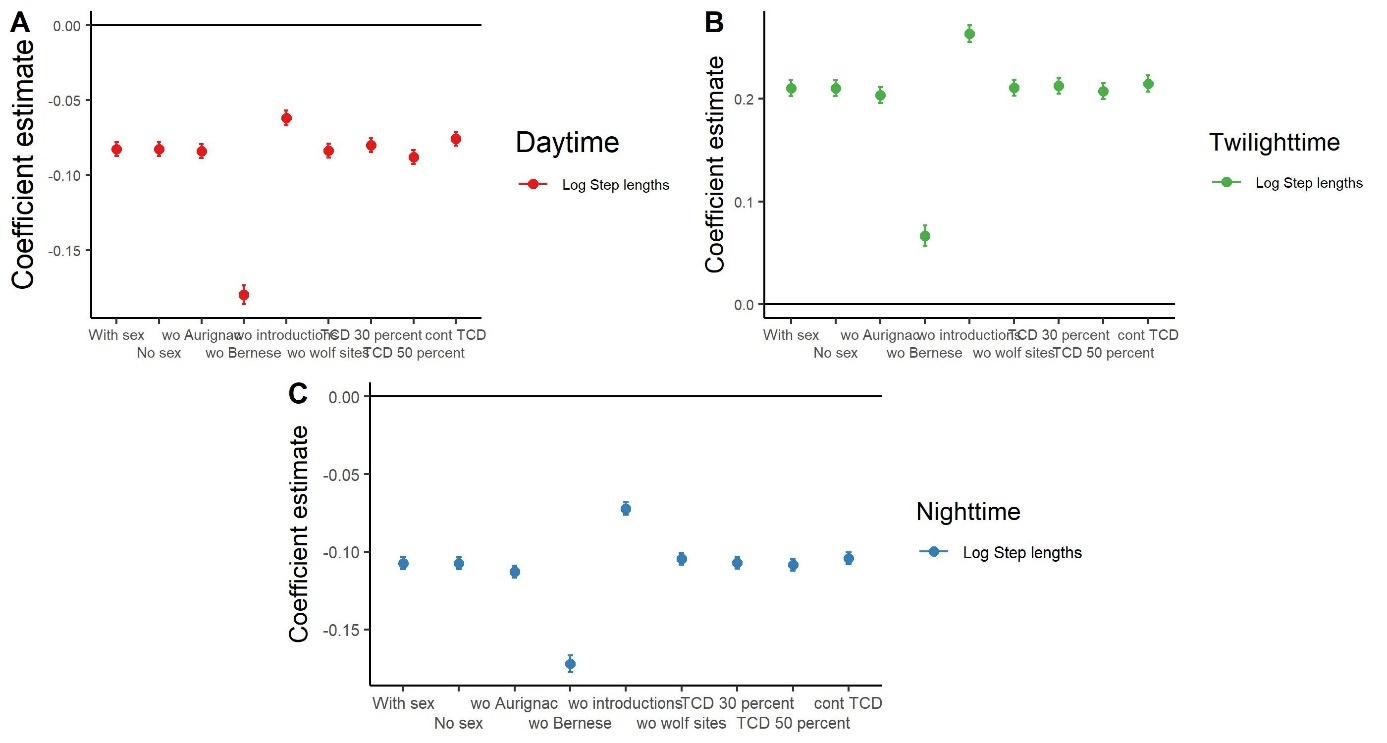 A
Coefficient estimate
0.00
-0.05
-0.10
-0.15
With sex
No sex
wo Aurignac
wo Bernese
wo introductions
wo wolf sites
TCD 30 percent
TCD 50 percent
cont TCD
Daytime
Log Step lengths
B
Coefficient estimate
0.2
0.1
0.0
With sex
No sex
wo Aurignac
wo Bernese
wo introductions
wo wolf sites
TCD 30 percent
TCD 50 percent
cont TCD
Twilighttime
Log Step lengths
C
Coefficient estimate
0.00
-0.05
-0.10
-0.15
With sex
No sex
wo Aurignac
wo Bernese
wo introductions
wo wolf sites
TCD 30 percent
TCD 50 percent
cont TCD
Nighttime
Log Step lengths